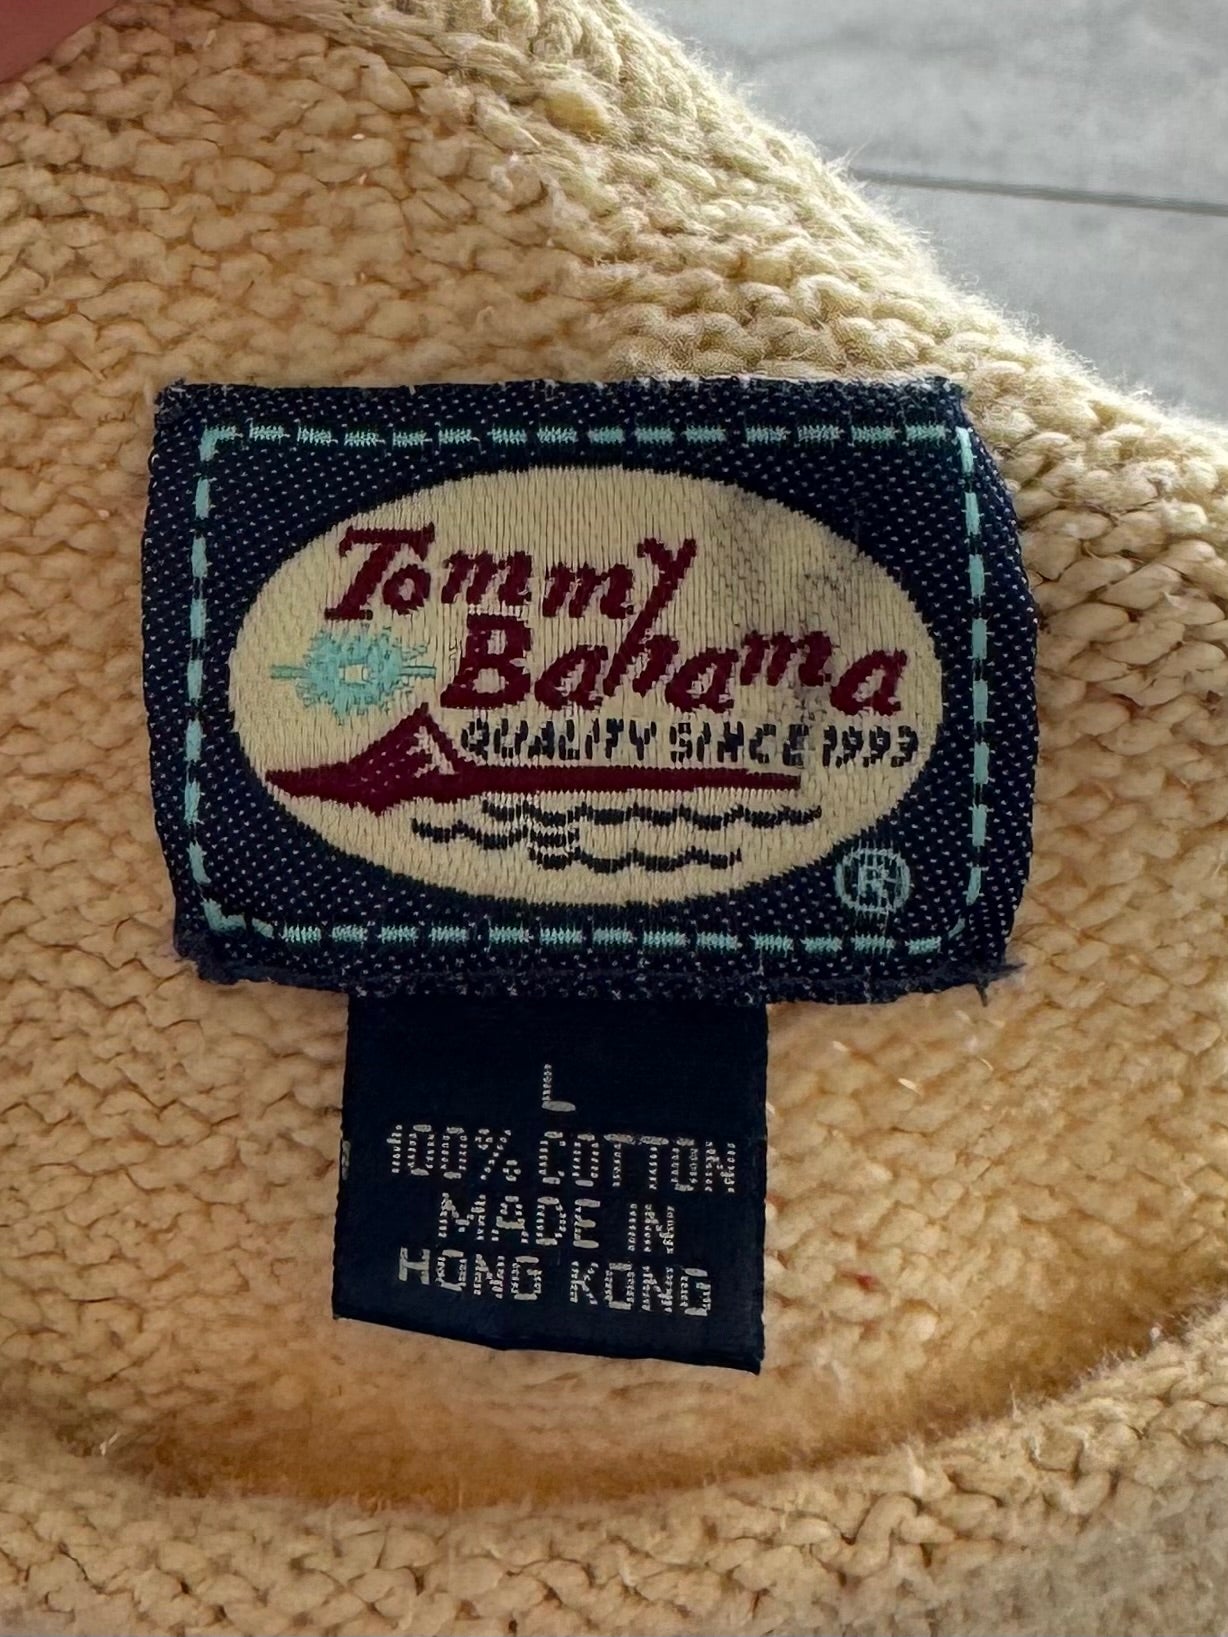 Tommy
Bahama
QUALITY SINCE 1993
®
L
100% COTTON
MADE IN
HONG KONG